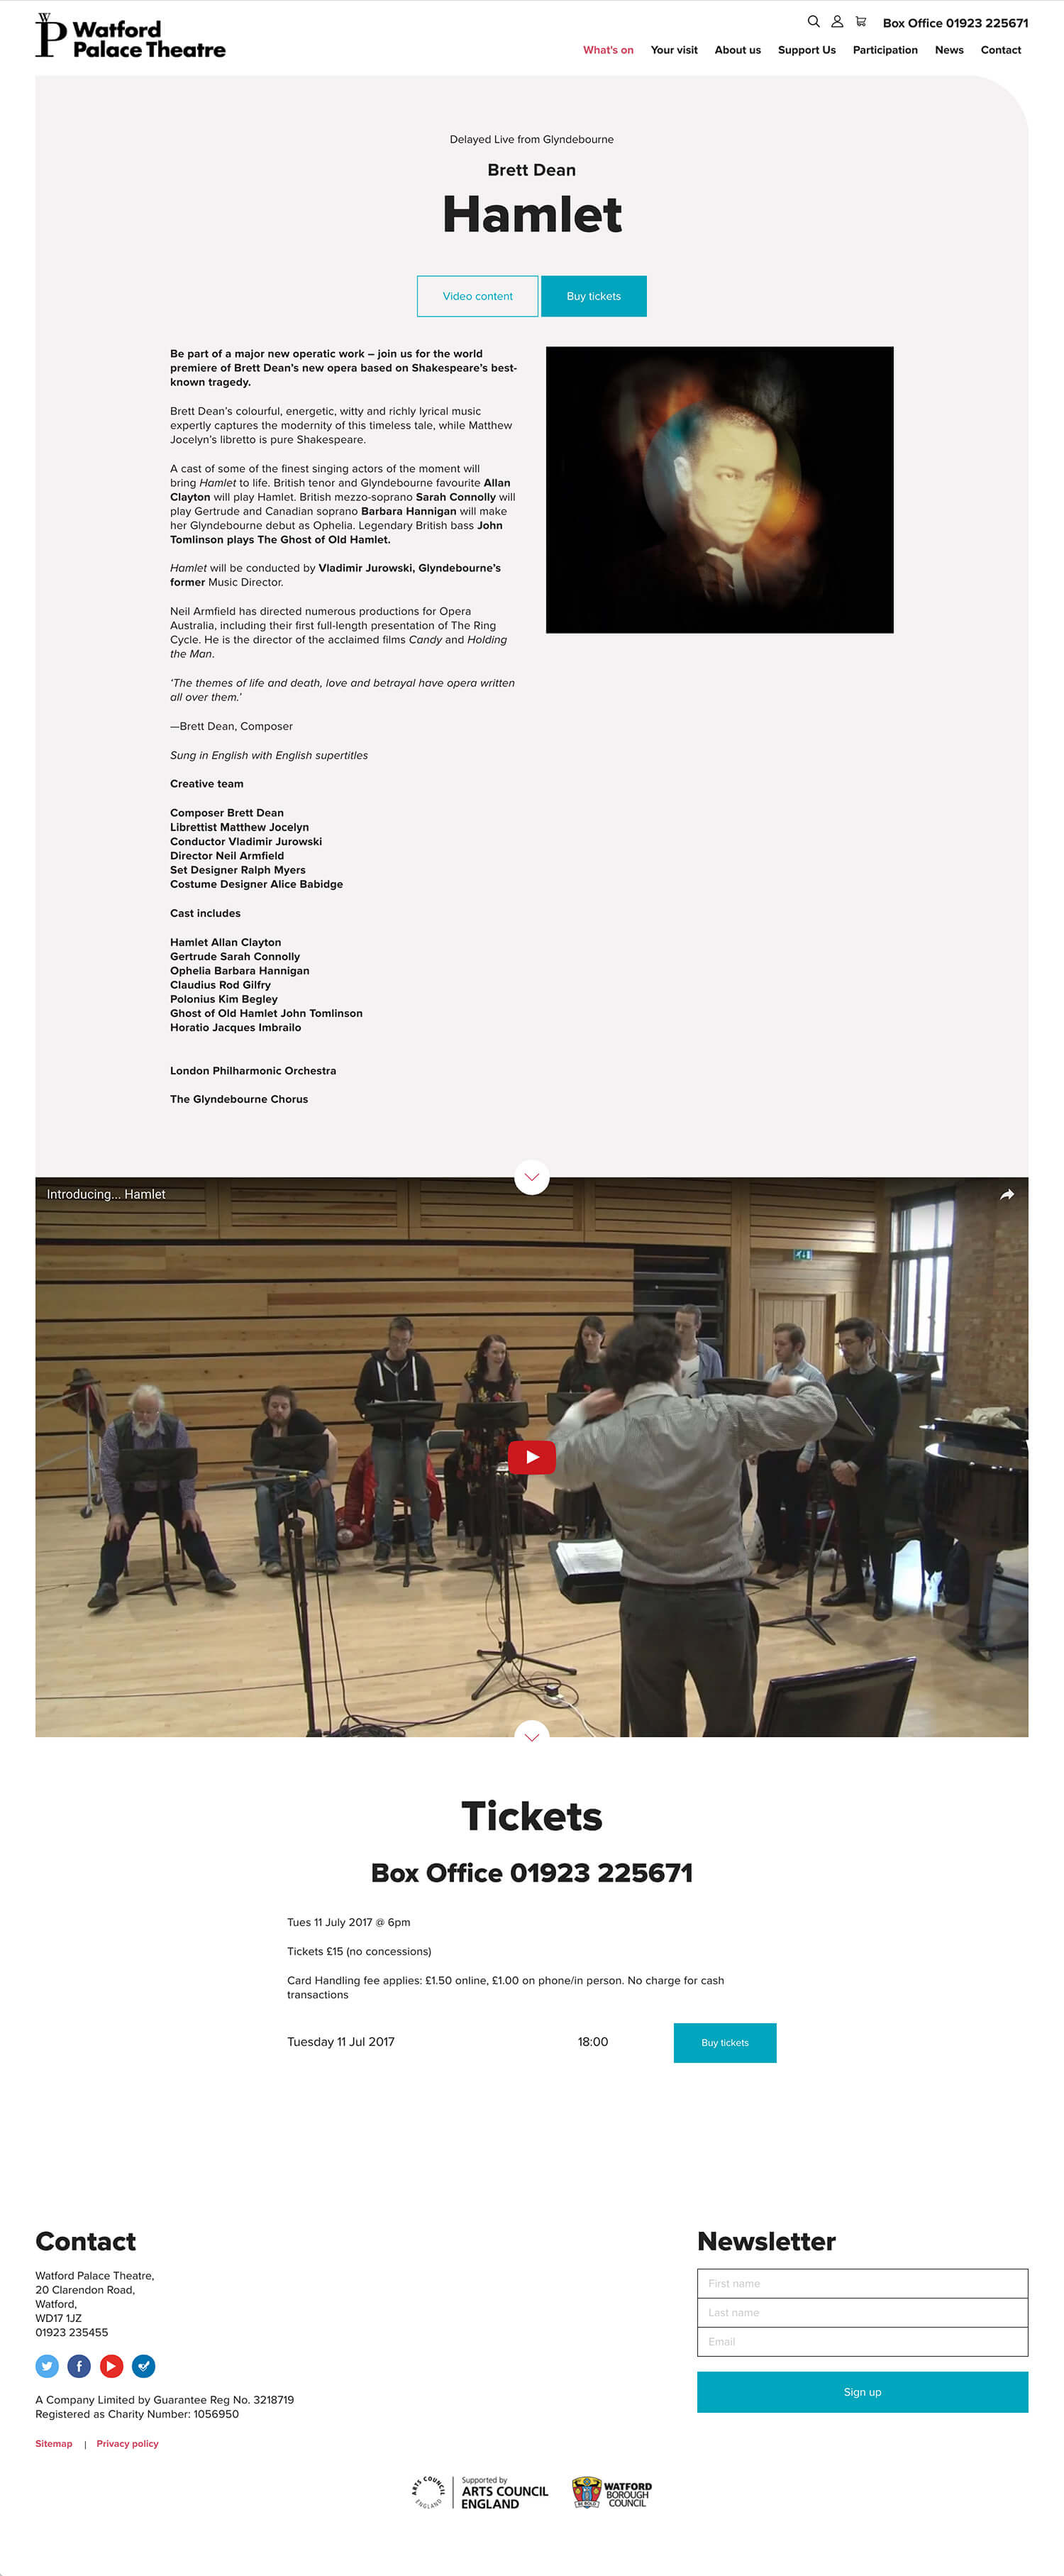 Watford
Palace Theatre
Box Office 01923 225671
What's on Your visit About us Support Us Participation News Contact
Delayed Live from Glyndebourne
Brett Dean
Hamlet
Video content Buy tickets
Be part of a major new operatic work – join us for the world
premiere of Brett Dean's new opera based on Shakespeare's best-
known tragedy.
Brett Dean's colourful, energetic, witty and richly lyrical music
expertly captures the modernity of this timeless tale, while Matthew
Jocelyn's libretto is pure Shakespeare.
A cast of some of the finest singing actors of the moment will
bring Hamlet to life. British tenor and Glyndebourne favourite Allan
Clayton will play Hamlet. British mezzo-soprano Sarah Connolly will
play Gertrude and Canadian soprano Barbara Hannigan will make
her Glyndebourne debut as Ophelia. Legendary British bass John
Tomlinson plays The Ghost of Old Hamlet.
Hamlet will be conducted by Vladimir Jurowski, Glyndebourne's
former Music Director.
Neil Armfield has directed numerous productions for Opera
Australia, including their first full-length presentation of The Ring
Cycle. He is the director of the acclaimed films Candy and Holding
the Man.
'The themes of life and death, love and betrayal have opera written
all over them.'
—Brett Dean, Composer
Sung in English with English supertitles
Creative team
Composer Brett Dean
Librettist Matthew Jocelyn
Conductor Vladimir Jurowski
Director Neil Armfield
Set Designer Ralph Myers
Costume Designer Alice Babidge
Cast includes
Hamlet Allan Clayton
Gertrude Sarah Connolly
Ophelia Barbara Hannigan
Claudius Rod Gilfry
Polonius Kim Begley
Ghost of Old Hamlet John Tomlinson
Horatio Jacques Imbrailo
London Philharmonic Orchestra
The Glyndebourne Chorus
Introducing... Hamlet
Tickets
Box Office 01923 225671
Tues 11 July 2017 @ 6pm
Tickets £15 (no concessions)
Card Handling fee applies: £1.50 online, £1.00 on phone/in person. No charge for cash
transactions
Tuesday 11 Jul 2017 18:00 Buy tickets
Contact
Watford Palace Theatre,
20 Clarendon Road,
Watford,
WD17 1JZ
01923 235455
A Company Limited by Guarantee Reg No. 3218719
Registered as Charity Number: 1056950
Sitemap | Privacy policy
Newsletter
First name
Last name
Email
Sign up
ARTS COUNCIL
ENGLAND
Supported by
ARTS COUNCIL
ENGLAND
BE BOLD
WATFORD
BOROUGH
COUNCIL